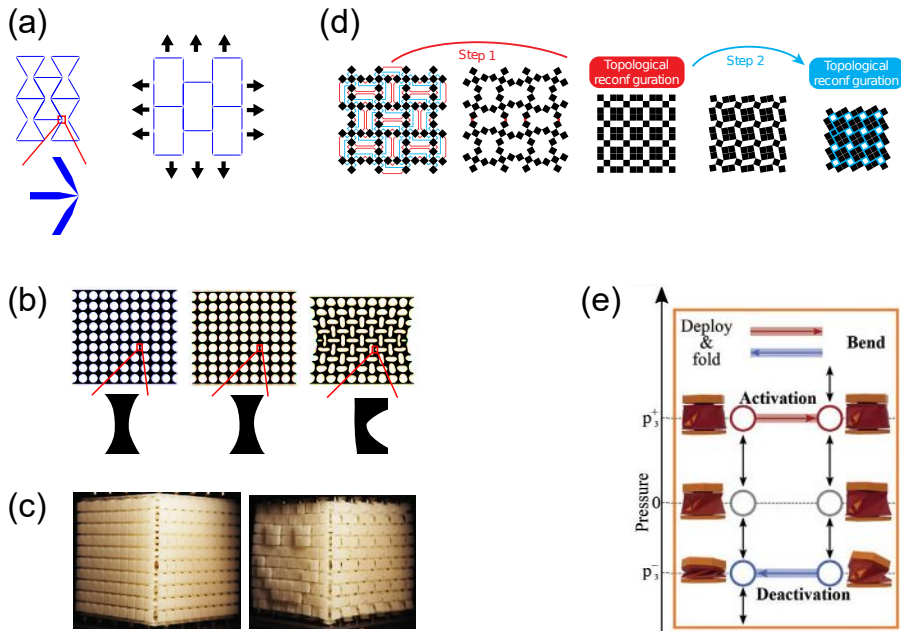 (a)
(d)
Step 1
Topological
reconf guration
Step 2
Topological
reconf guration
(b)
(e)
Deploy
&
fold
Bend
Activation
p₃⁺
Pressure
0
p₃⁻
Deactivation
(c)